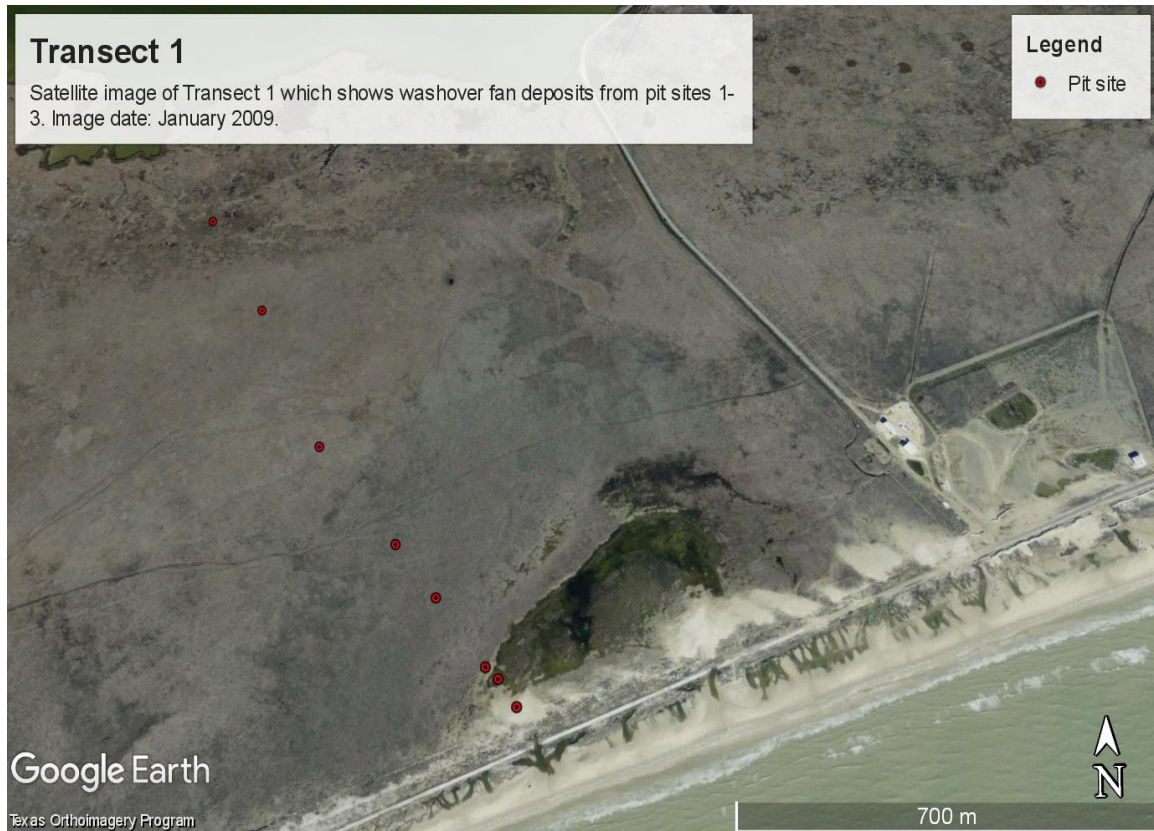 Transect 1
Satellite image of Transect 1 which shows washover fan deposits from pit sites 1-
3. Image date: January 2009.
Legend
Pit site
Google Earth
N
Texas Orthoimagery Program
700 m